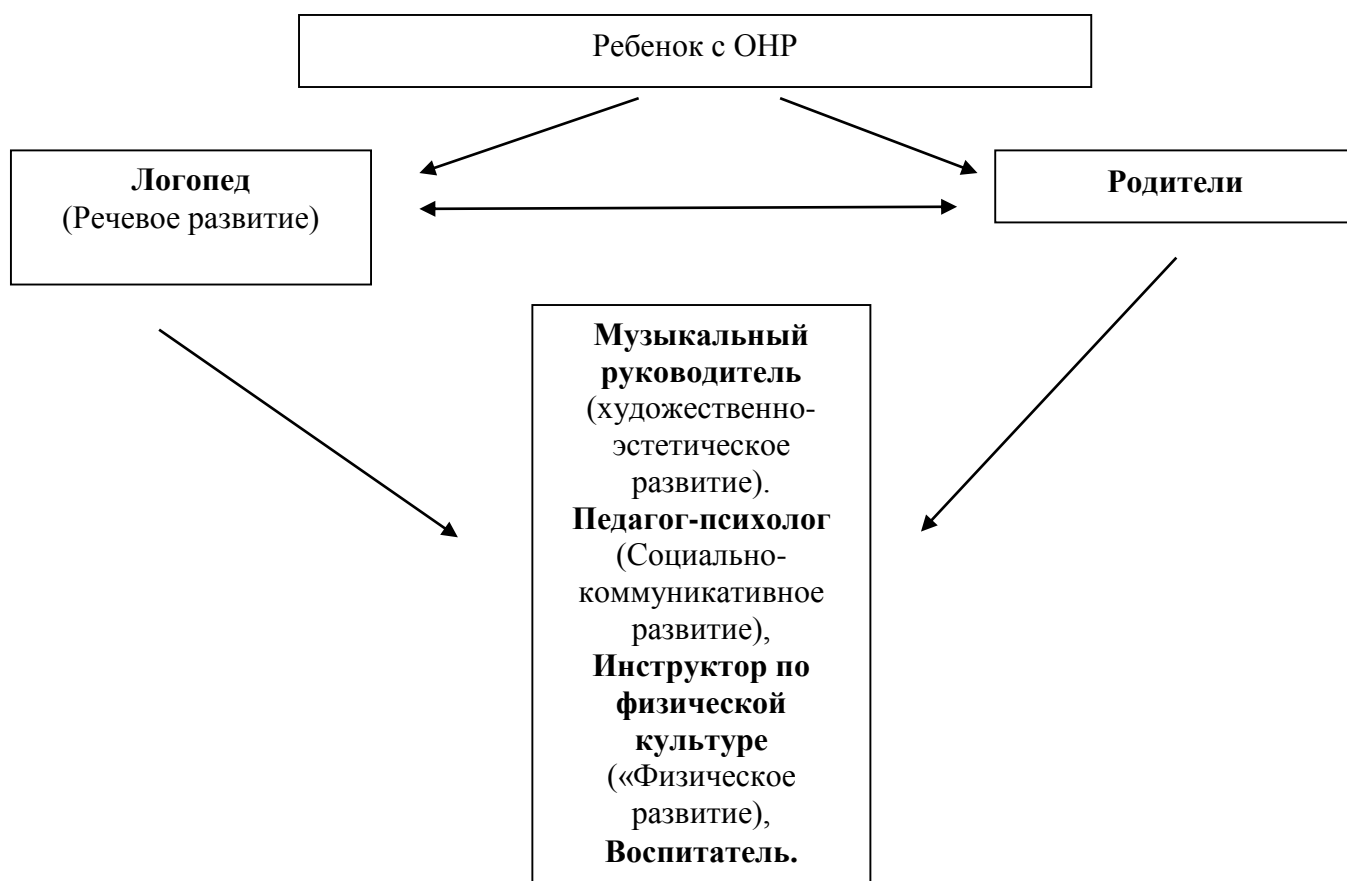 Ребенок с ОНР
Логопед
(Речевое развитие)
Родители
Музыкальный
руководитель
(художественно-
эстетическое
развитие).
Педагог-психолог
(Социально-
коммуникативное
развитие),
Инструктор по
физической
культуре
(«Физическое
развитие),
Воспитатель.